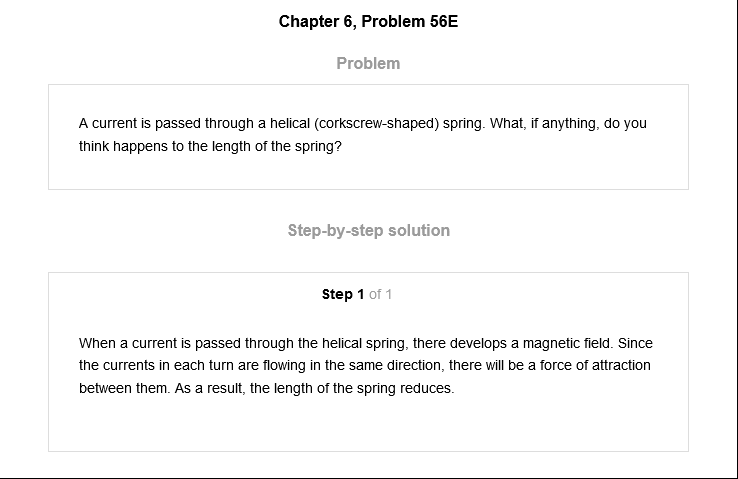 Chapter 6, Problem 56E
Problem
A current is passed through a helical (corkscrew-shaped) spring. What, if anything, do you
think happens to the length of the spring?
Step-by-step solution
Step 1 of 1
When a current is passed through the helical spring, there develops a magnetic field. Since
the currents in each turn are flowing in the same direction, there will be a force of attraction
between them. As a result, the length of the spring reduces.